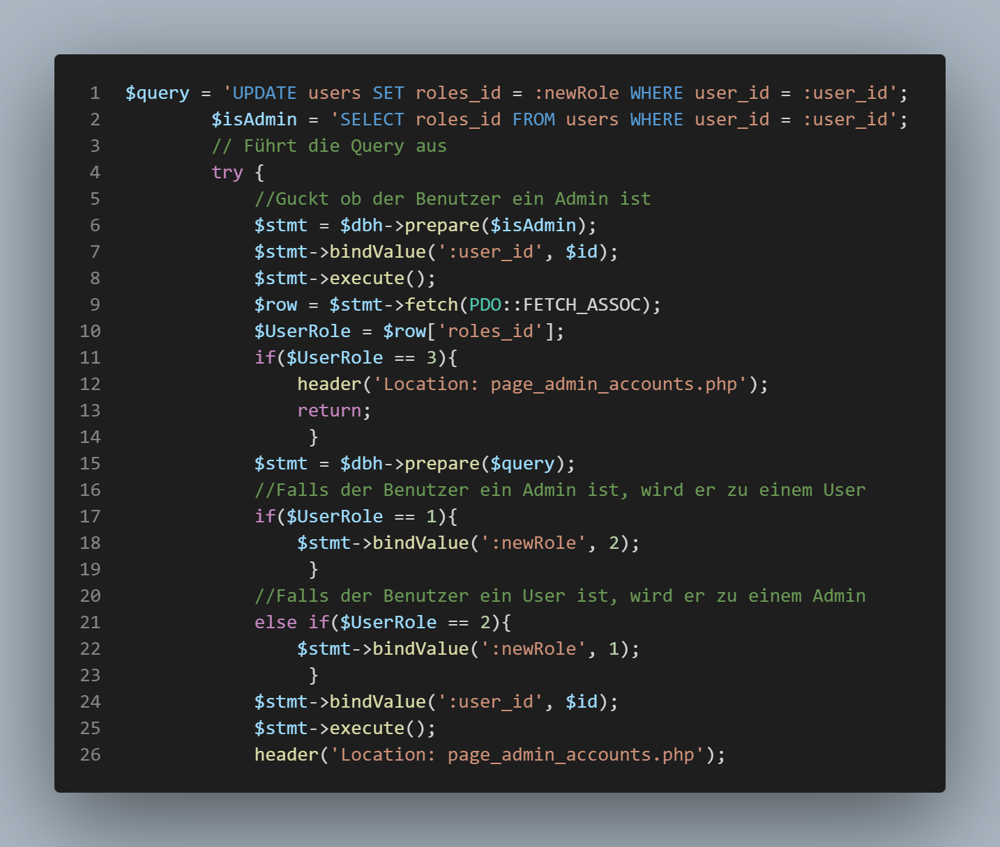 1 $query = 'UPDATE users SET roles_id = :newRole WHERE user_id = :user_id';
2 $isAdmin = 'SELECT roles_id FROM users WHERE user_id = :user_id';
3 // Führt die Query aus
4 try {
5 //Guckt ob der Benutzer ein Admin ist
6 $stmt = $dbh->prepare($isAdmin);
7 $stmt->bindValue(':user_id', $id);
8 $stmt->execute();
9 $row = $stmt->fetch(PDO::FETCH_ASSOC);
10 $UserRole = $row['roles_id'];
11 if($UserRole == 3){
12 header('Location: page_admin_accounts.php');
13 return;
14 }
15 $stmt = $dbh->prepare($query);
16 //Falls der Benutzer ein Admin ist, wird er zu einem User
17 if($UserRole == 1){
18 $stmt->bindValue(':newRole', 2);
19 }
20 //Falls der Benutzer ein User ist, wird er zu einem Admin
21 else if($UserRole == 2){
22 $stmt->bindValue(':newRole', 1);
23 }
24 $stmt->bindValue(':user_id', $id);
25 $stmt->execute();
26 header('Location: page_admin_accounts.php');